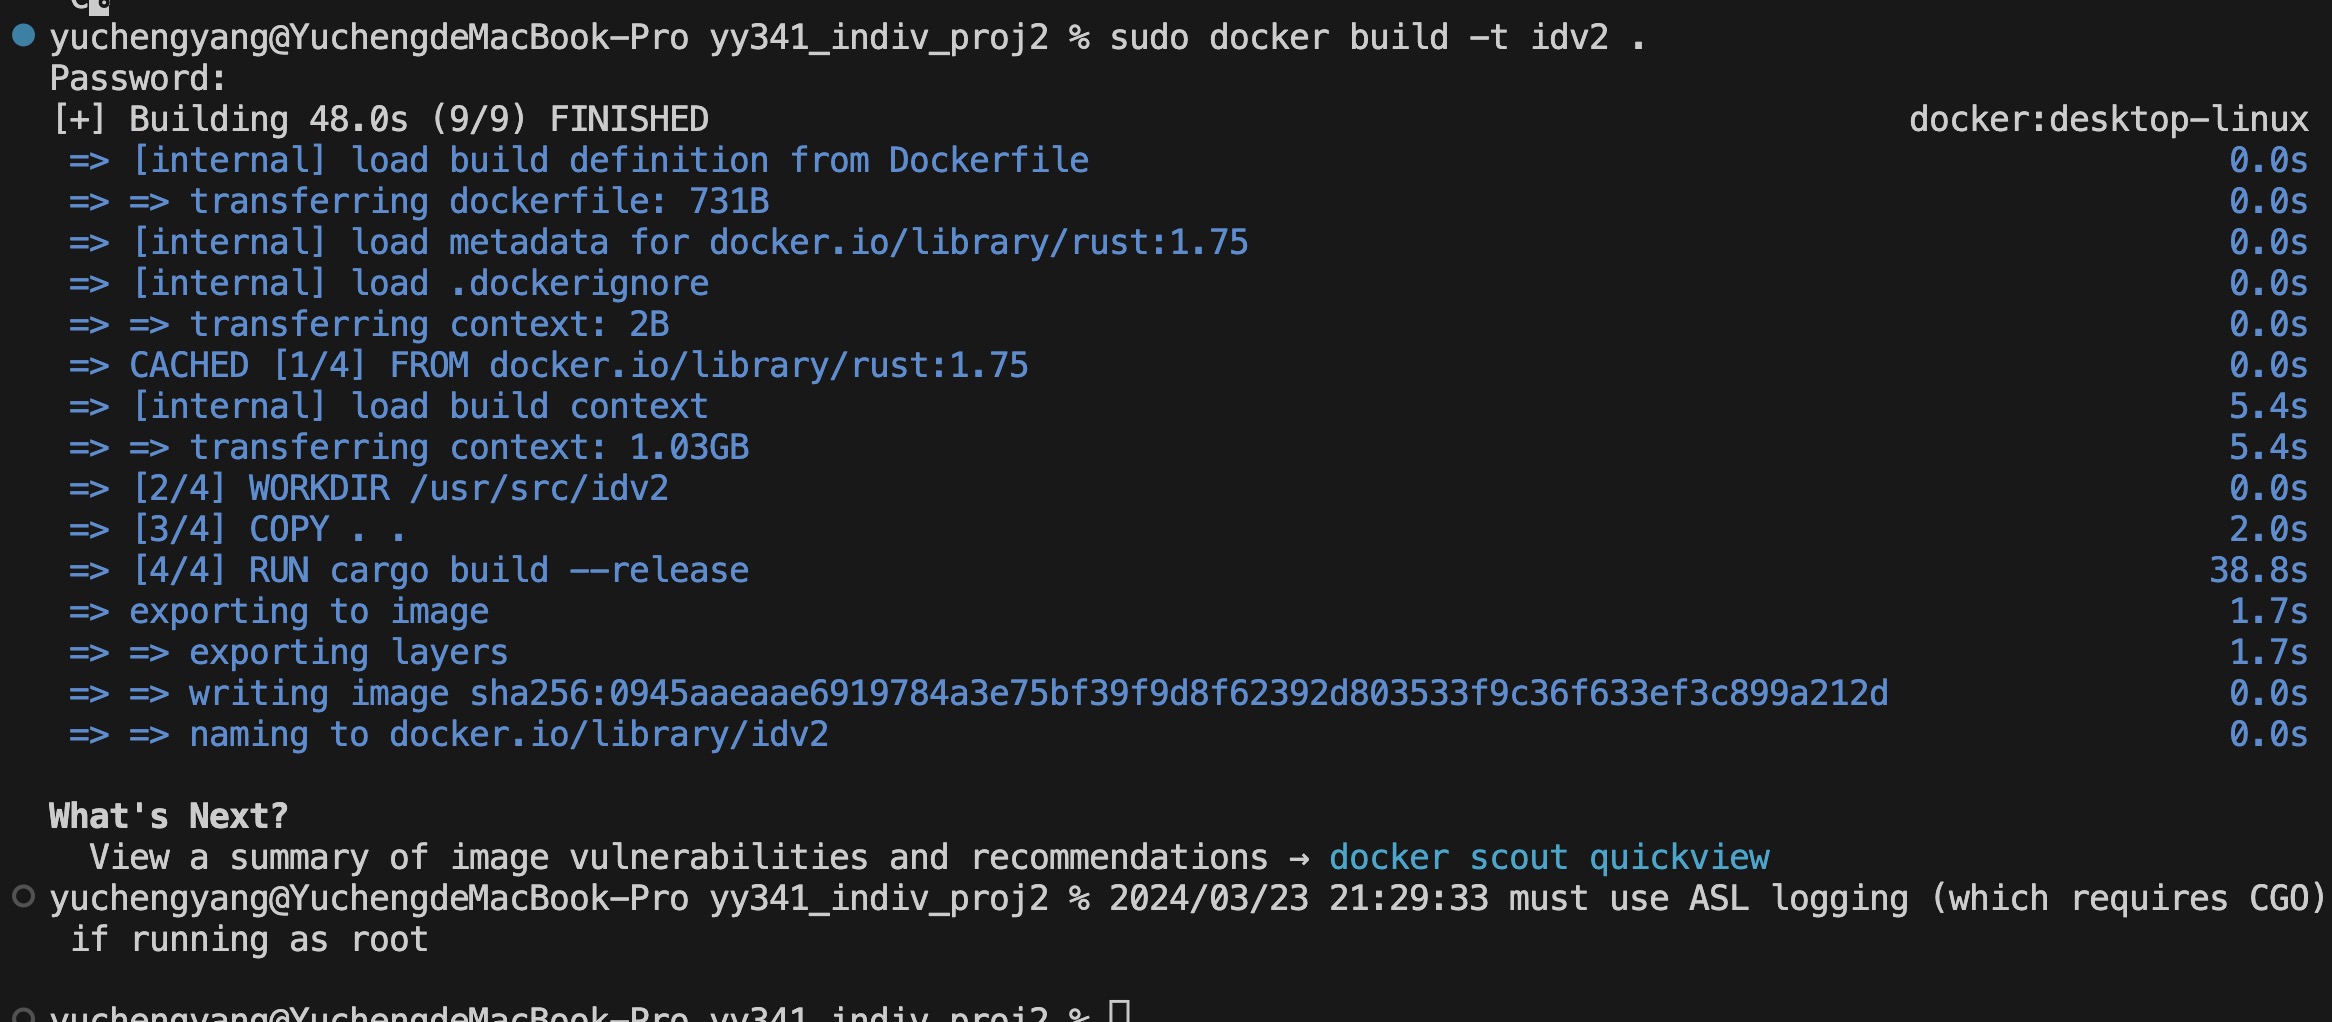 yuchengyang@YuchengdeMacBook-Pro yy341_indiv_proj2 % sudo docker build -t idv2 .
Password:
[+] Building 48.0s (9/9) FINISHED docker:desktop-linux
=> [internal] load build definition from Dockerfile 0.0s
=> => transferring dockerfile: 731B 0.0s
=> [internal] load metadata for docker.io/library/rust:1.75 0.0s
=> [internal] load .dockerignore 0.0s
=> => transferring context: 2B 0.0s
=> CACHED [1/4] FROM docker.io/library/rust:1.75 0.0s
=> [internal] load build context 5.4s
=> => transferring context: 1.03GB 5.4s
=> [2/4] WORKDIR /usr/src/idv2 0.0s
=> [3/4] COPY . . 2.0s
=> [4/4] RUN cargo build --release 38.8s
=> exporting to image 1.7s
=> => exporting layers 1.7s
=> => writing image sha256:0945aaeaae6919784a3e75bf39f9d8f62392d803533f9c36f633ef3c899a212d 0.0s
=> => naming to docker.io/library/idv2 0.0s
What's Next?
View a summary of image vulnerabilities and recommendations → docker scout quickview
yuchengyang@YuchengdeMacBook-Pro yy341_indiv_proj2 % 2024/03/23 21:29:33 must use ASL logging (which requires CGO)
if running as root
yuchengyang@YuchengdeMacBook-Pro yy341_indiv_proj2 %